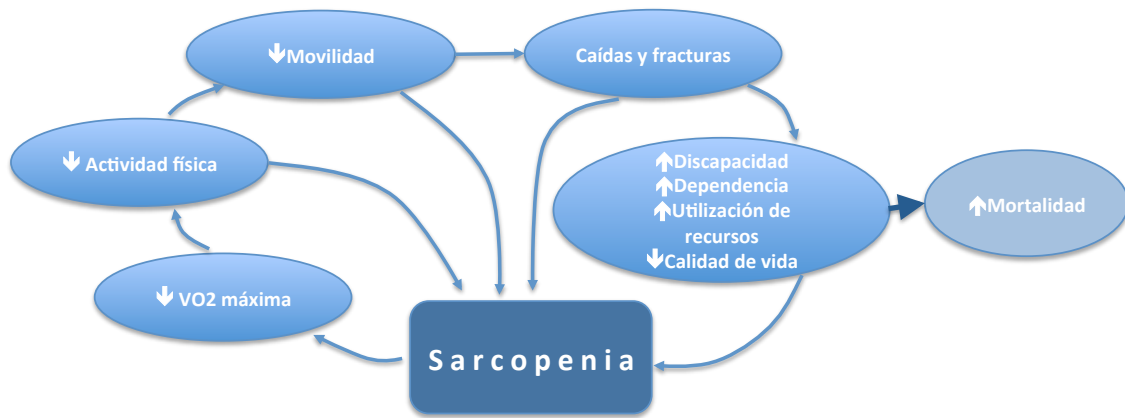 ↓Movilidad
Caídas y fracturas
↓ Actividad física
↑Discapacidad
↑Dependencia
↑Utilización de
recursos
↓Calidad de vida
↑Mortalidad
↓ VO2 máxima
Sarcopenia